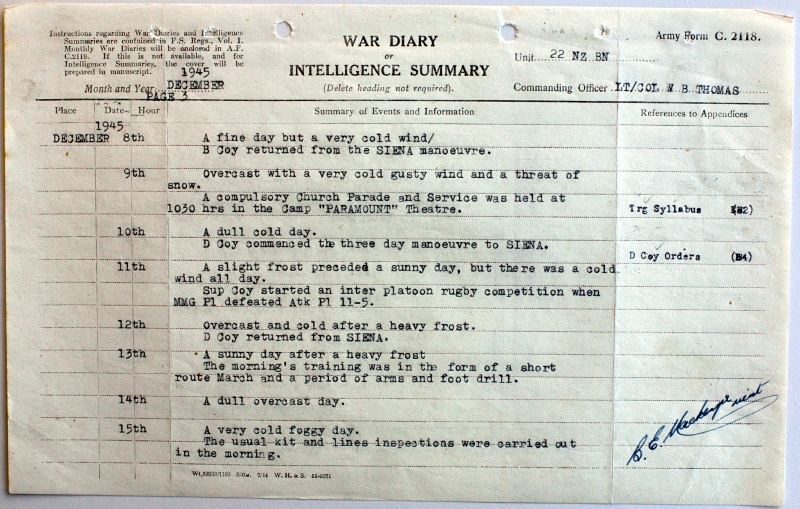 Instructions regarding War Diaries and Intelligence
Summaries are contained in F.S. Regs., Vol. I.
Monthly War Diaries will be enclosed in A.F.
C.2119. If this is not available, and for
Intelligence Summaries, the cover will be
prepared in manuscript.
1945
Month and Year DECEMBER
PAGE 3
WAR DIARY
OR
INTELLIGENCE SUMMARY
(Delete heading not required).
Army Form C. 2118.
Unit 22 NZ BN
Commanding Officer LT/COL W B THOMAS
Place Date Hour Summary of Events and Information References to Appendices
1945
DECEMBER 8th A fine day but a very cold wind/
B Coy returned from the SIENA manoeuvre.
9th Overcast with a very cold gusty wind and a threat of
snow.
A compulsory Church Parade and Service was held at
1030 hrs in the Camp "PARAMOUNT" Theatre. Trg Syllabus
10th A dull cold day.
D Coy commenced the three day manoeuvre to SIENA.
D Coy Orders
11th A slight frost preceded a sunny day, but there was a cold
wind all day.
Sup Coy started an inter platoon rugby competition when
MMG Pl defeated Atk Pl 11-5.
12th Overcast and cold after a heavy frost.
D Coy returned from SIENA.
13th A sunny day after a heavy frost
The morning's training was in the form of a short
route March and a period of arms and foot drill.
14th A dull overcast day.
15th A very cold foggy day.
The usual kit and lines inspections were carried out
in the morning.
B.E. Mackenzie
W. H. & S.